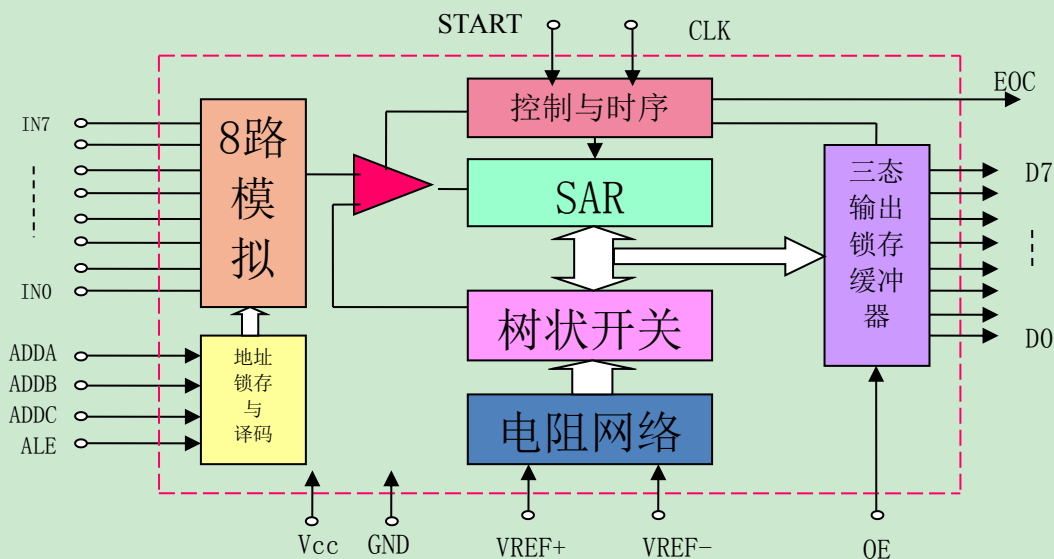 START
CLK
EOC
控制与时序
IN7
8路
模
拟
SAR
三态
输出
锁存
缓冲
器
D7
IN0
树状开关
D0
ADDA
ADDB
ADDC
ALE
地址
锁存
与
译码
电阻网络
Vcc
GND
VREF+
VREF-
OE